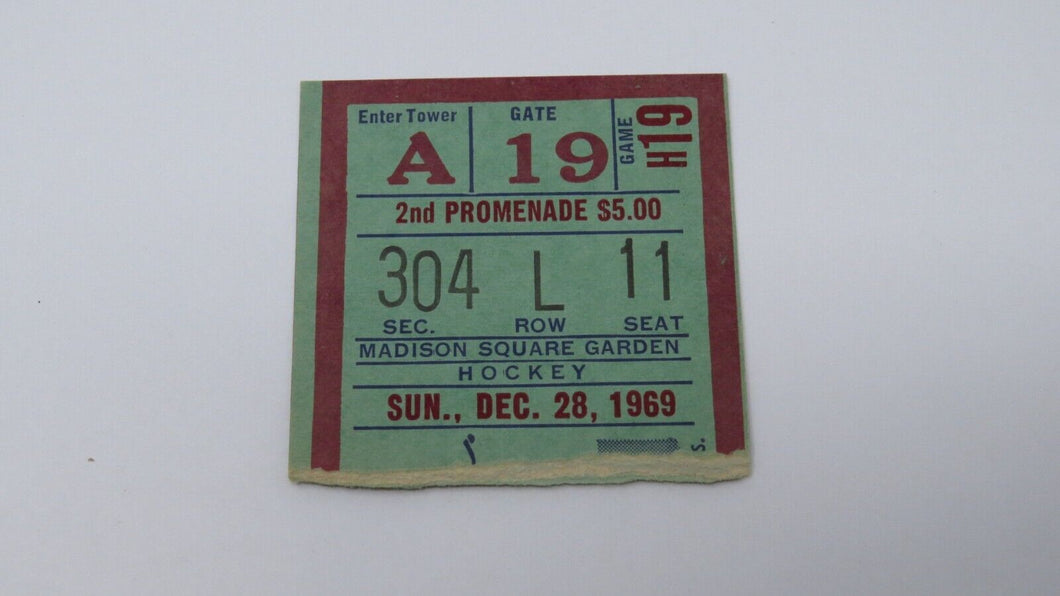 Enter Tower GATE GAME
A 19 H19
2nd PROMENADE $5.00
304 L 11
SEC. ROW SEAT
MADISON SQUARE GARDEN
HOCKEY
SUN., DEC. 28, 1969
S.